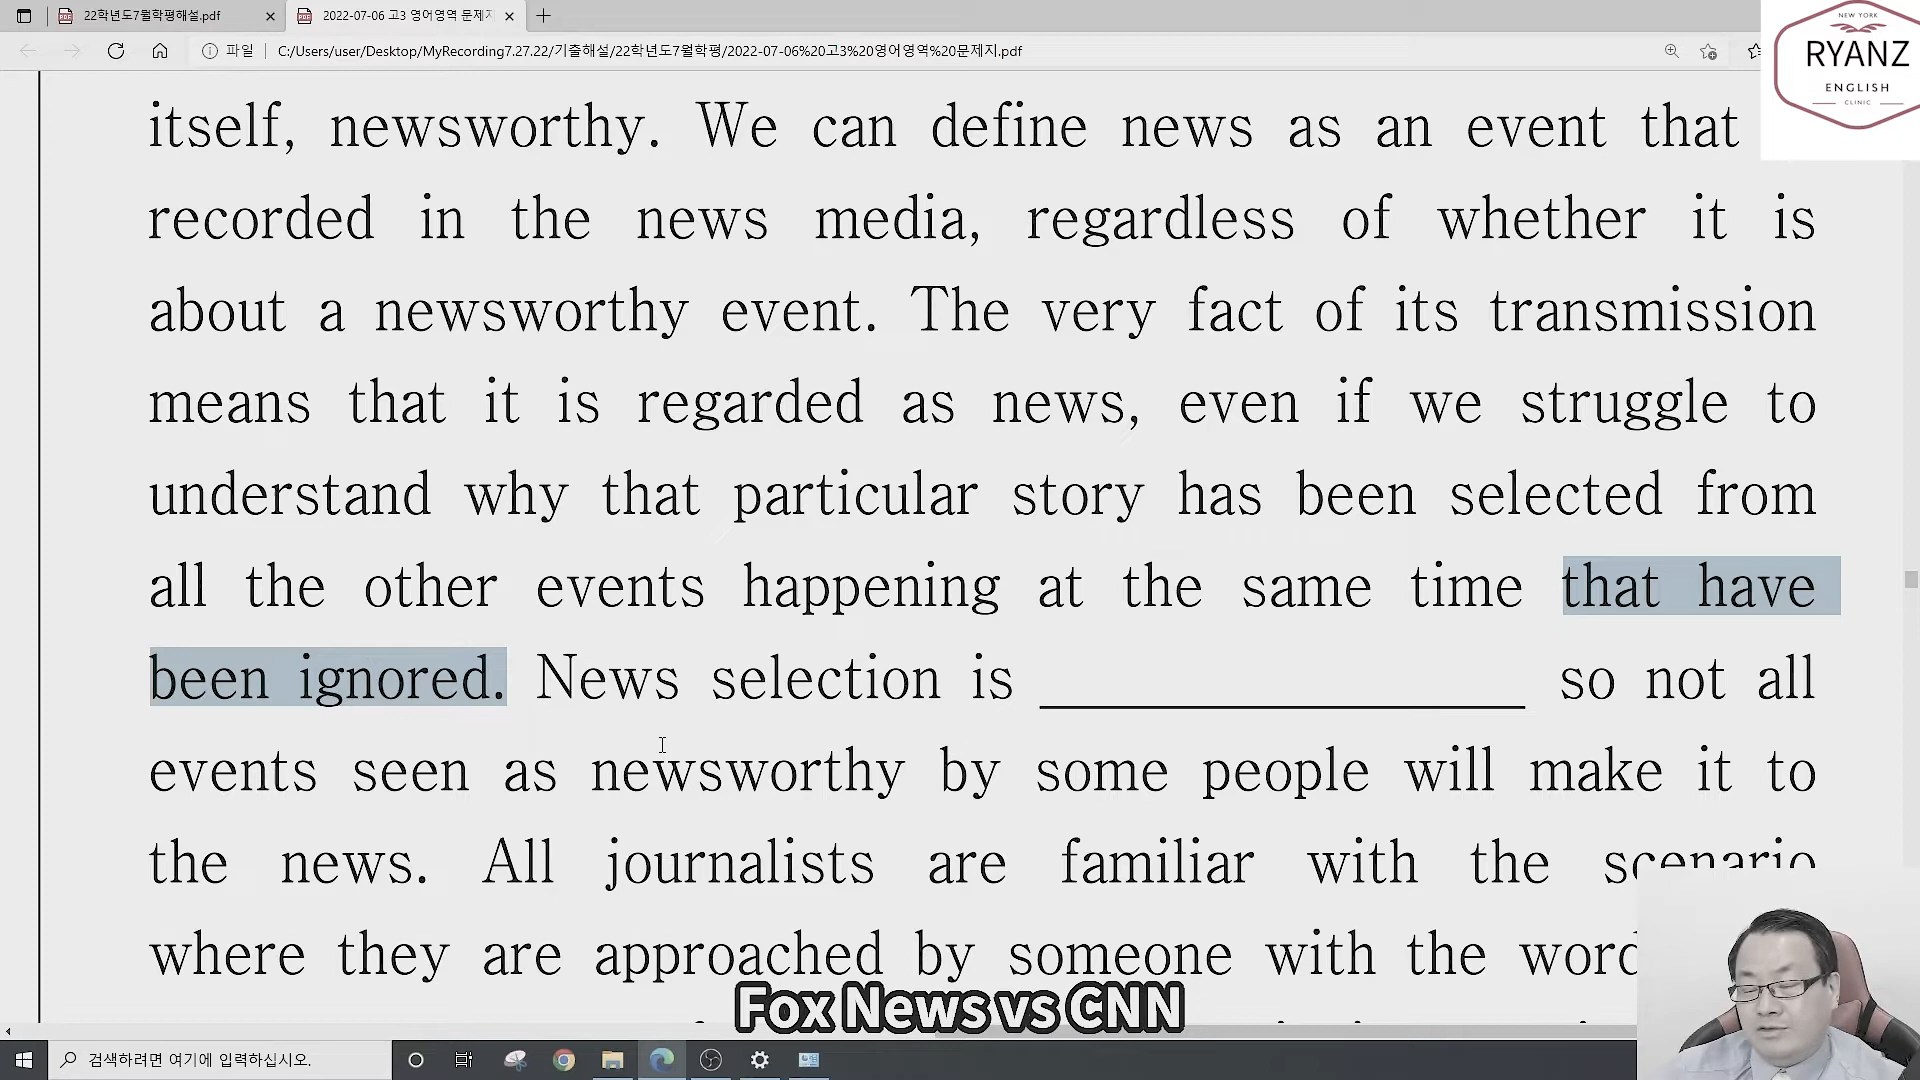 22학년도7월학평해설.pdf
2022-07-06 고3 영어영역 문제지
파일
C:/Users/user/Desktop/MyRecording7.27.22/기출해설/22학년도7월학평/2022-07-06%20고3%20영어영역%20문제지.pdf
NEW YORK
RYANZ
ENGLISH
CLINIC
itself, newsworthy. We can define news as an event that
recorded in the news media, regardless of whether it is
about a newsworthy event. The very fact of its transmission
means that it is regarded as news, even if we struggle to
understand why that particular story has been selected from
all the other events happening at the same time that have
been ignored. News selection is so not all
events seen as newsworthy by some people will make it to
the news. All journalists are familiar with the scenario
where they are approached by someone with the word
Fox News vs CNN
검색하려면 여기에 입력하십시오.